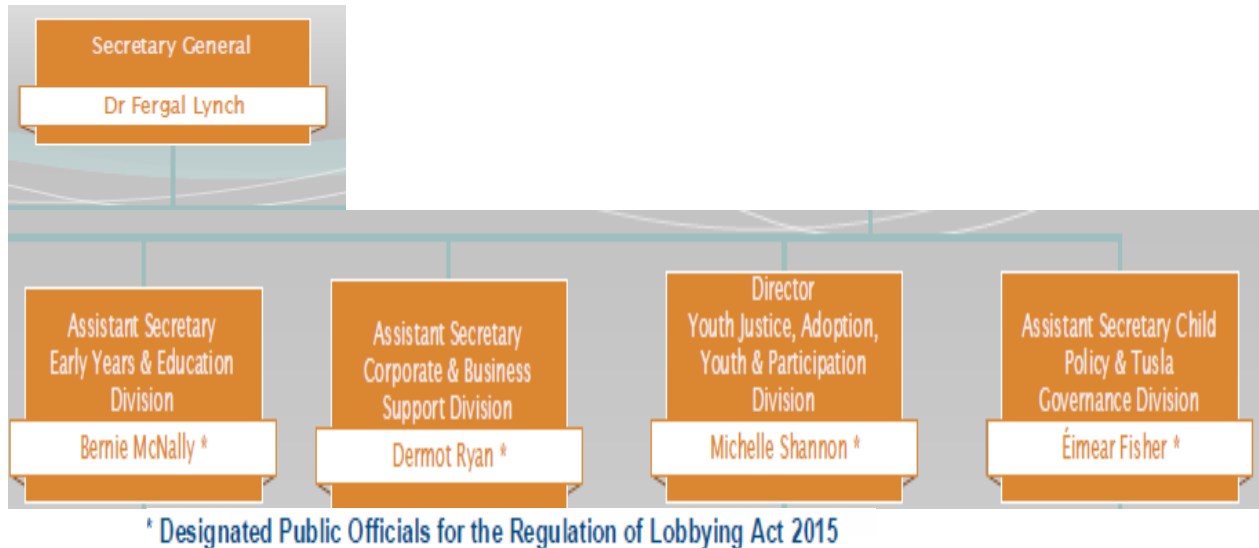 Secretary General
Dr Fergal Lynch
Assistant Secretary
Early Years & Education
Division
Bernie McNally *
Assistant Secretary
Corporate & Business
Support Division
Dermot Ryan *
Director
Youth Justice, Adoption,
Youth & Participation
Division
Michelle Shannon *
Assistant Secretary Child
Policy & Tusla
Governance Division
Éimear Fisher *
* Designated Public Officials for the Regulation of Lobbying Act 2015